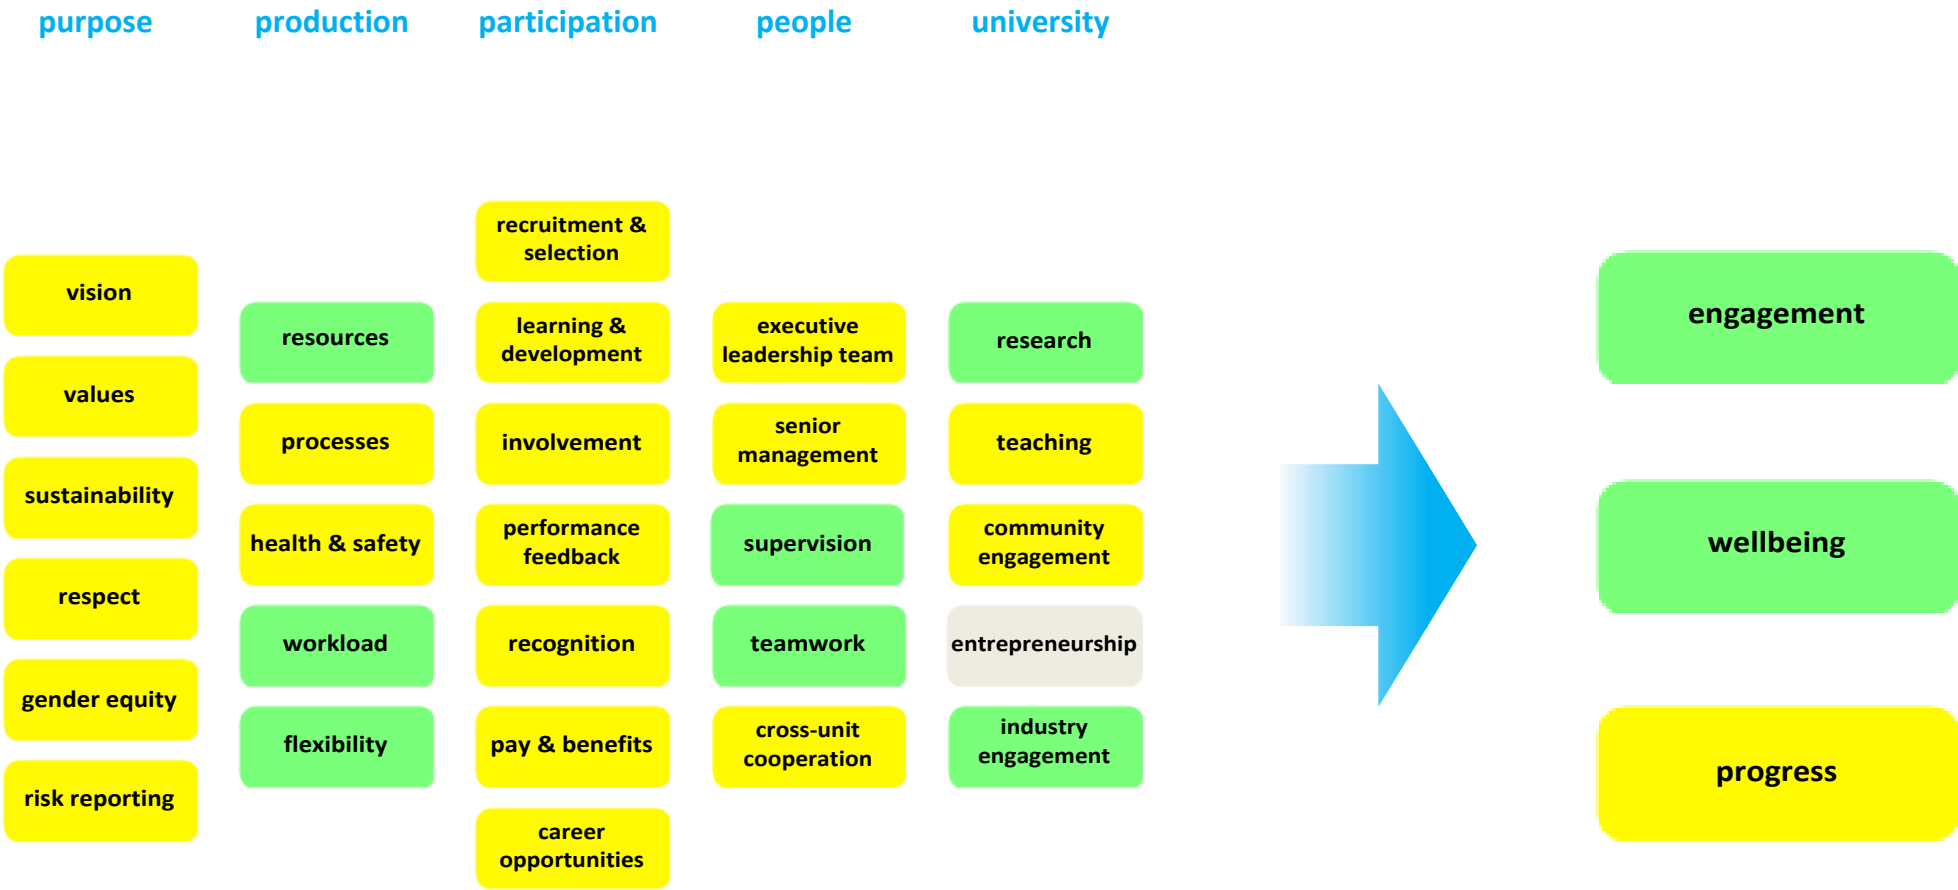 purpose
production
participation
people
university
vision
values
sustainability
respect
gender equity
risk reporting
resources
processes
health & safety
workload
flexibility
recruitment &
selection
learning &
development
involvement
performance
feedback
recognition
pay & benefits
career
opportunities
executive
leadership team
senior
management
supervision
teamwork
cross-unit
cooperation
research
teaching
community
engagement
entrepreneurship
industry
engagement
engagement
wellbeing
progress